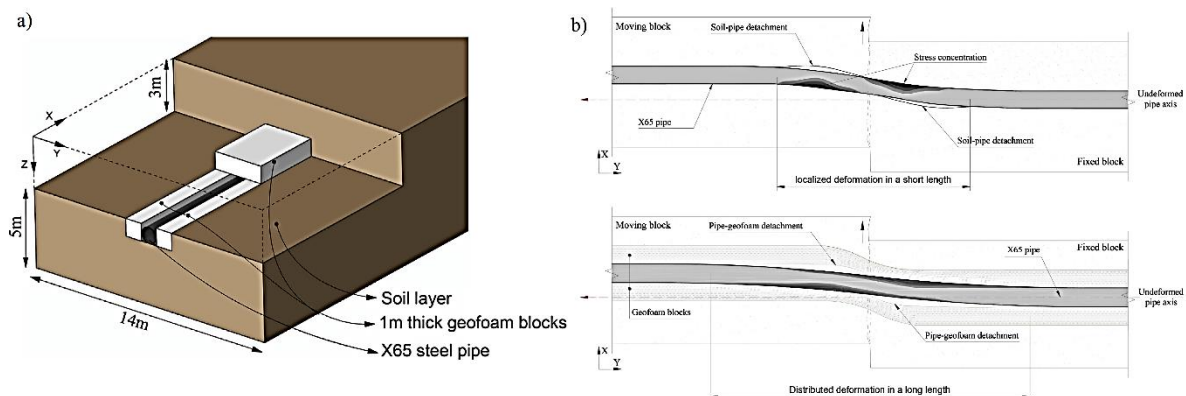 a)
3m
X
Y
Z
5m
14m
Soil layer
1m thick geofoam blocks
X65 steel pipe
b)
Moving block
Soil-pipe detachment
Stress concentration
Undeformed
pipe axis
X65 pipe
Soil-pipe detachment
X
Y
Fixed block
localized deformation in a short length
Moving block
Pipe-geofoam detachment
X65 pipe
Fixed block
Undeformed
pipe axis
Geofoam blocks
Pipe-geofoam detachment
X
Y
Distributed deformation in a long length